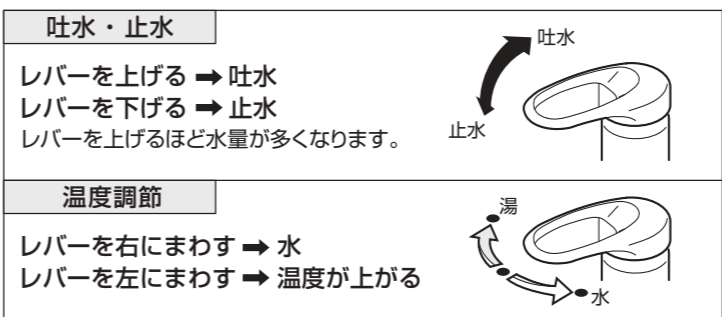 吐水・止水
レバーを上げる ➡ 吐水
レバーを下げる ➡ 止水
レバーを上げるほど水量が多くなります。
吐水
止水
温度調節
レバーを右にまわす ➡ 水
レバーを左にまわす ➡ 温度が上がる
湯
水